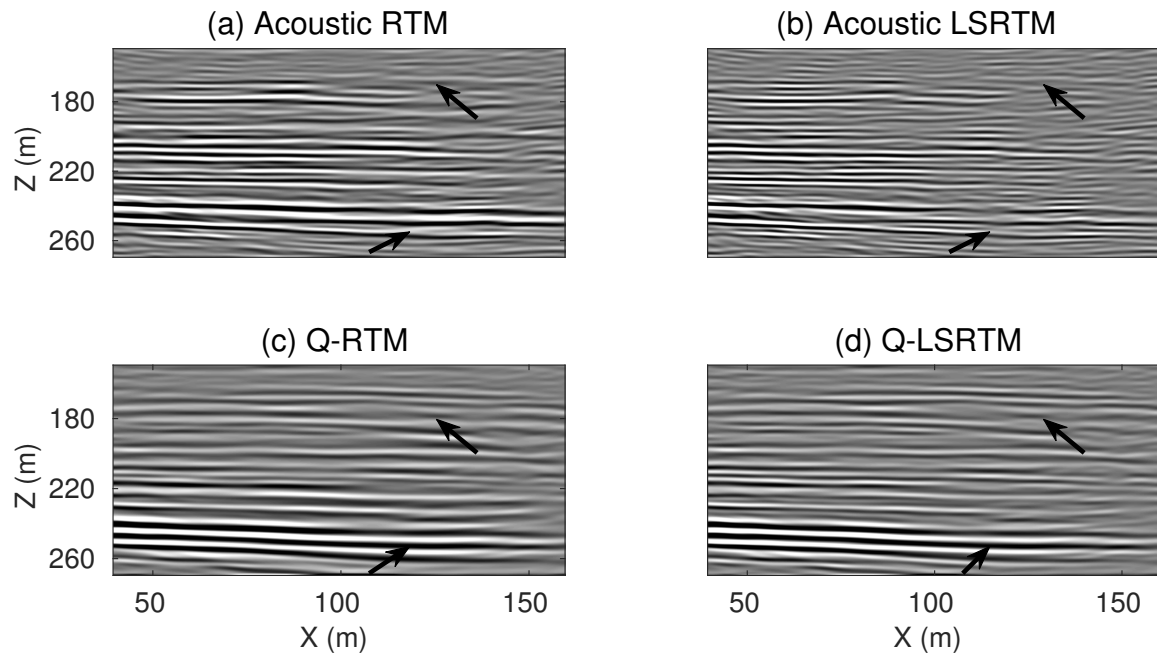 (a) Acoustic RTM
(b) Acoustic LSRTM
Z (m)
180
220
260
(c) Q-RTM
(d) Q-LSRTM
Z (m)
180
220
260
50
100
150
50
100
150
X (m)
X (m)